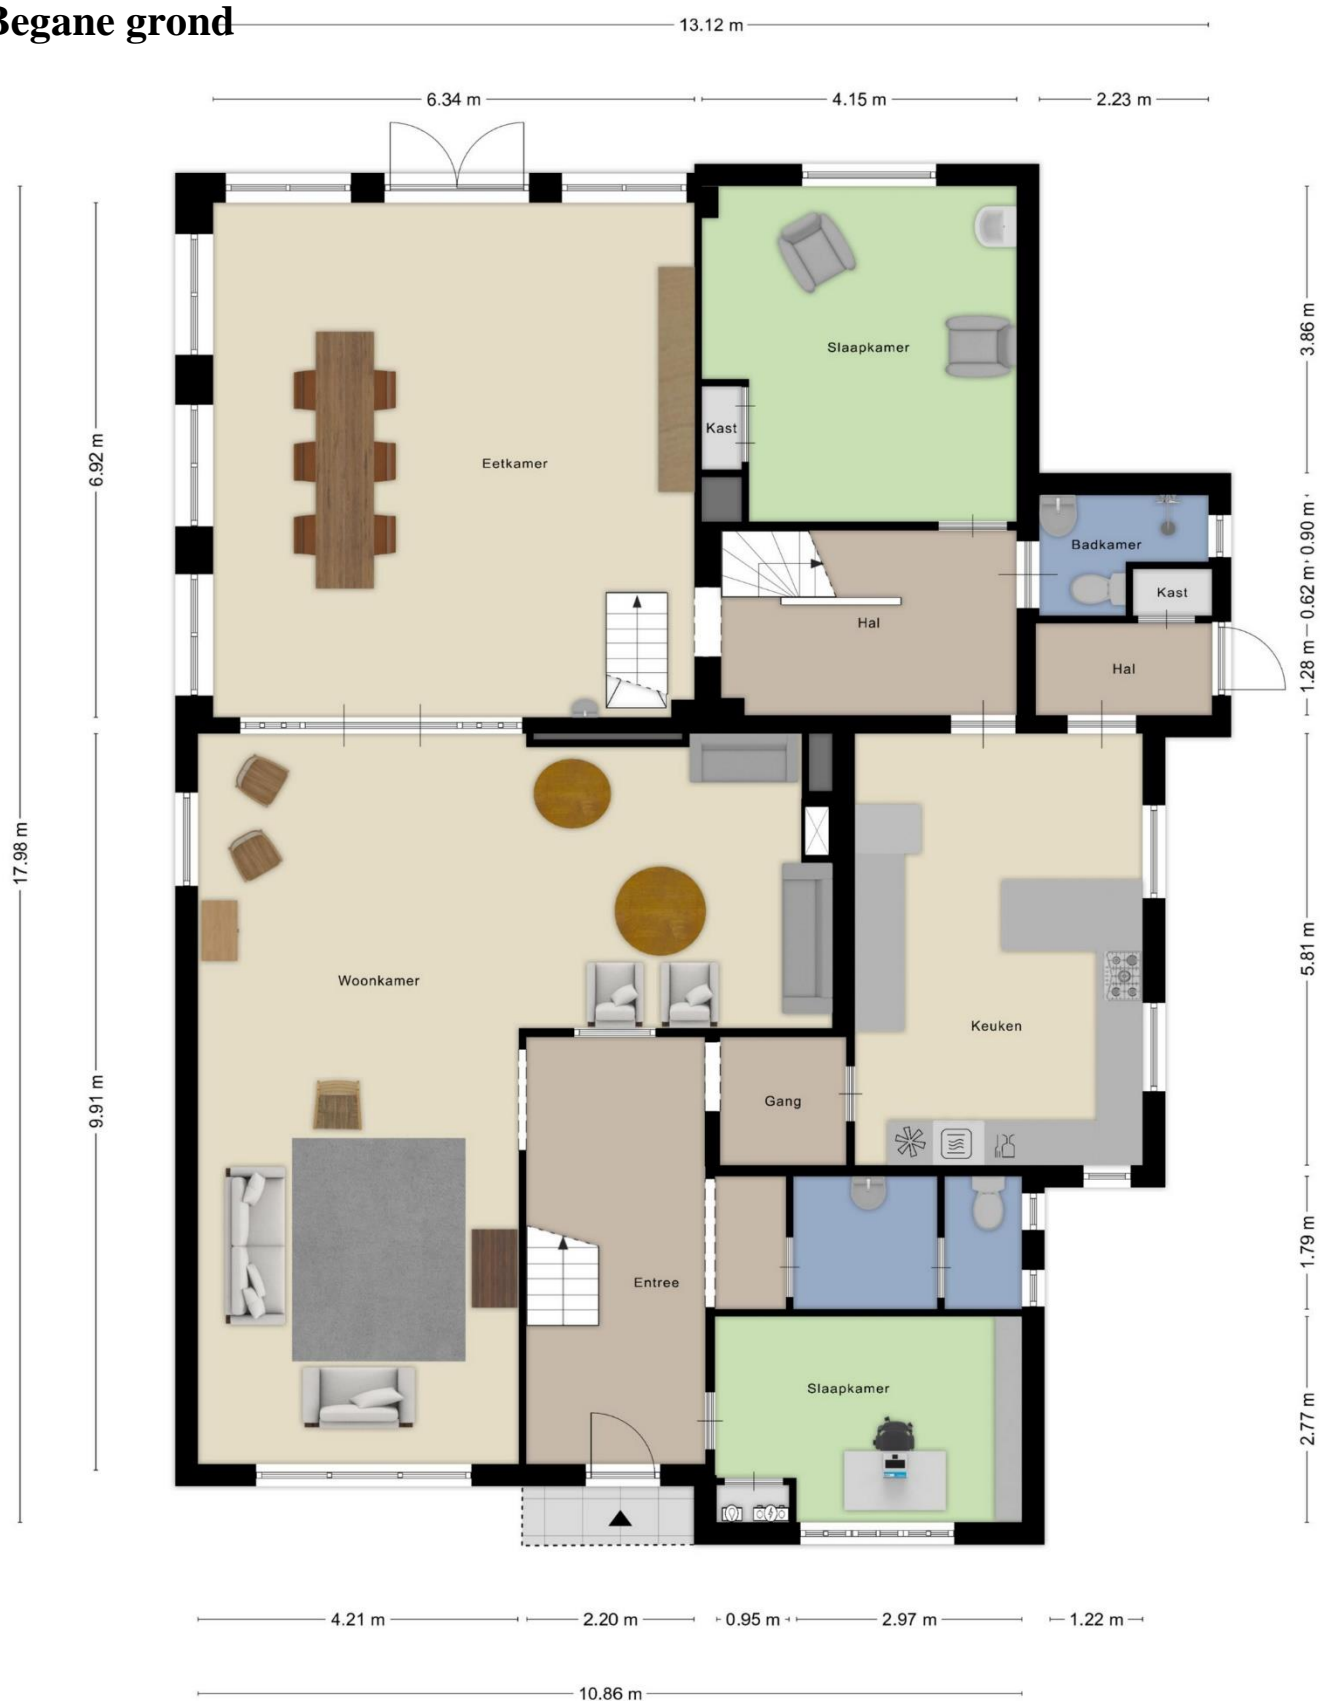 Begane grond
13.12 m
6.34 m
4.15 m
2.23 m
3.86 m
Slaapkamer
Kast
6.92 m
Eetkamer
0.90 m
Badkamer
0.62 m
Kast
Hal
1.28 m
Hal
17.98 m
5.81 m
Woonkamer
Keuken
9.91 m
Gang
1.79 m
Entree
Slaapkamer
2.77 m
4.21 m
2.20 m
0.95 m
2.97 m
1.22 m
10.86 m